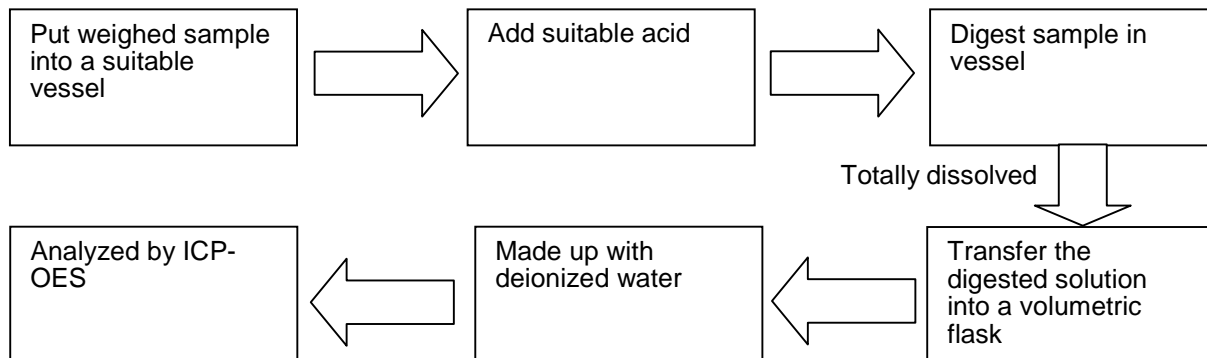 Put weighed sample
into a suitable
vessel
Add suitable acid
Digest sample in
vessel
Totally dissolved
Transfer the
digested solution
into a volumetric
flask
Made up with
deionized water
Analyzed by ICP-
OES